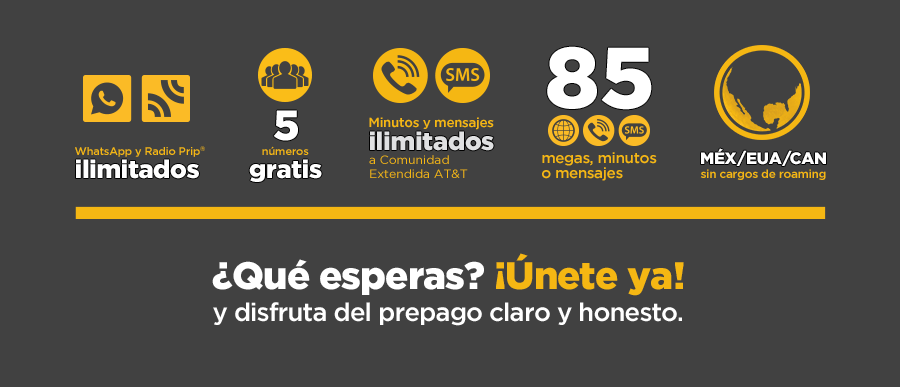 WhatsApp y Radio Prip®
ilimitados
5
números
gratis
SMS
Minutos y mensajes
ilimitados
a Comunidad
Extendida AT&T
85
SMS
megas, minutos
o mensajes
MÉX/EUA/CAN
sin cargos de roaming
¿Qué esperas? ¡Únete ya!
y disfruta del prepago claro y honesto.